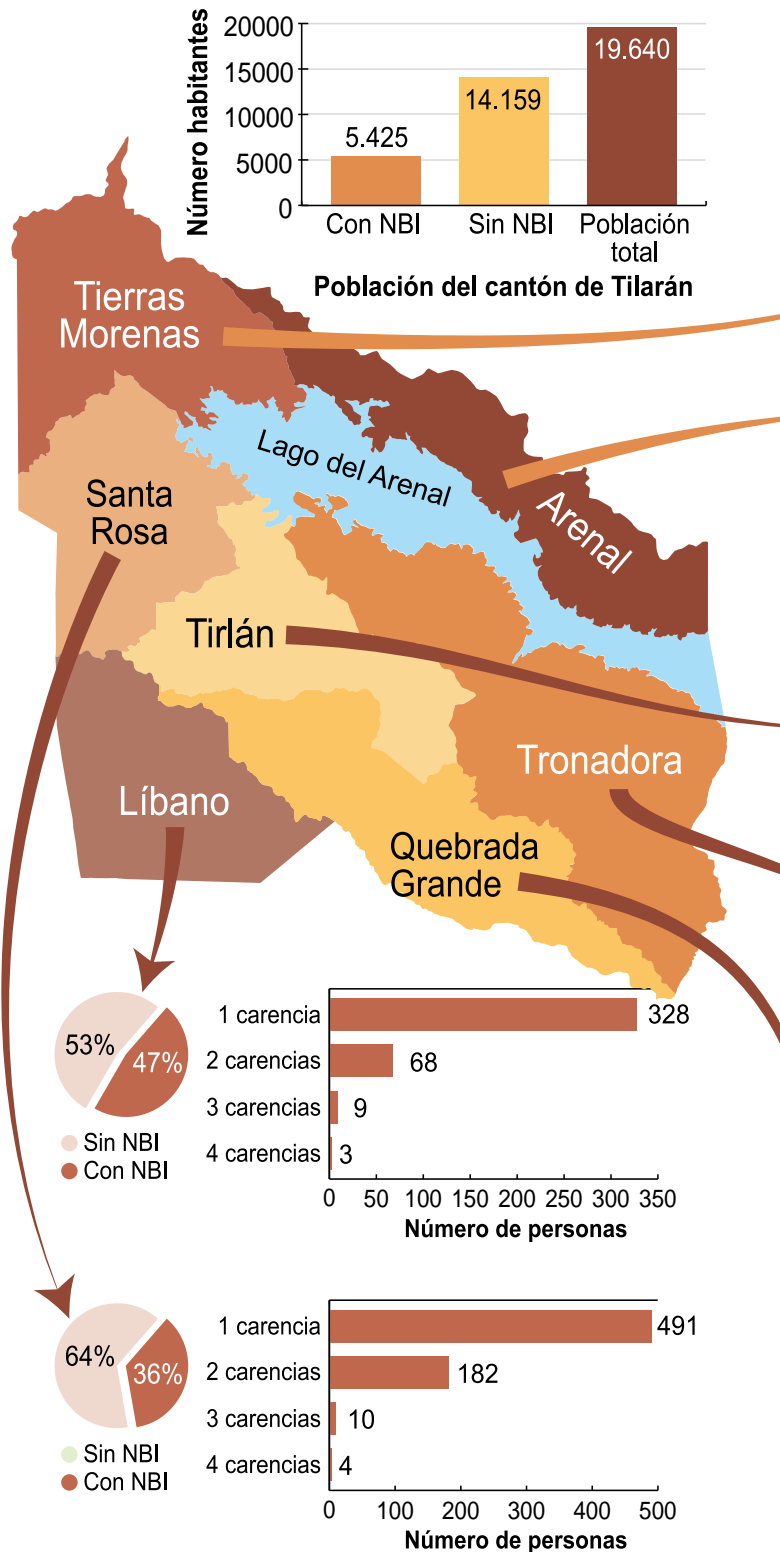 Número habitantes
20000
15000
10000
5000
0
5.425
14.159
19.640
Con NBI
Sin NBI
Población
total
Población del cantón de Tilarán
Tierras
Morenas
Lago del Arenal
Arenal
Santa
Rosa
Tirlán
Tronadora
Líbano
Quebrada
Grande
53%
47%
Sin NBI
Con NBI
1 carencia
328
2 carencias
68
3 carencias
9
4 carencias
3
0 50 100 150 200 250 300 350
Número de personas
64%
36%
Sin NBI
Con NBI
1 carencia
491
2 carencias
182
3 carencias
10
4 carencias
4
0 100 200 300 400 500
Número de personas